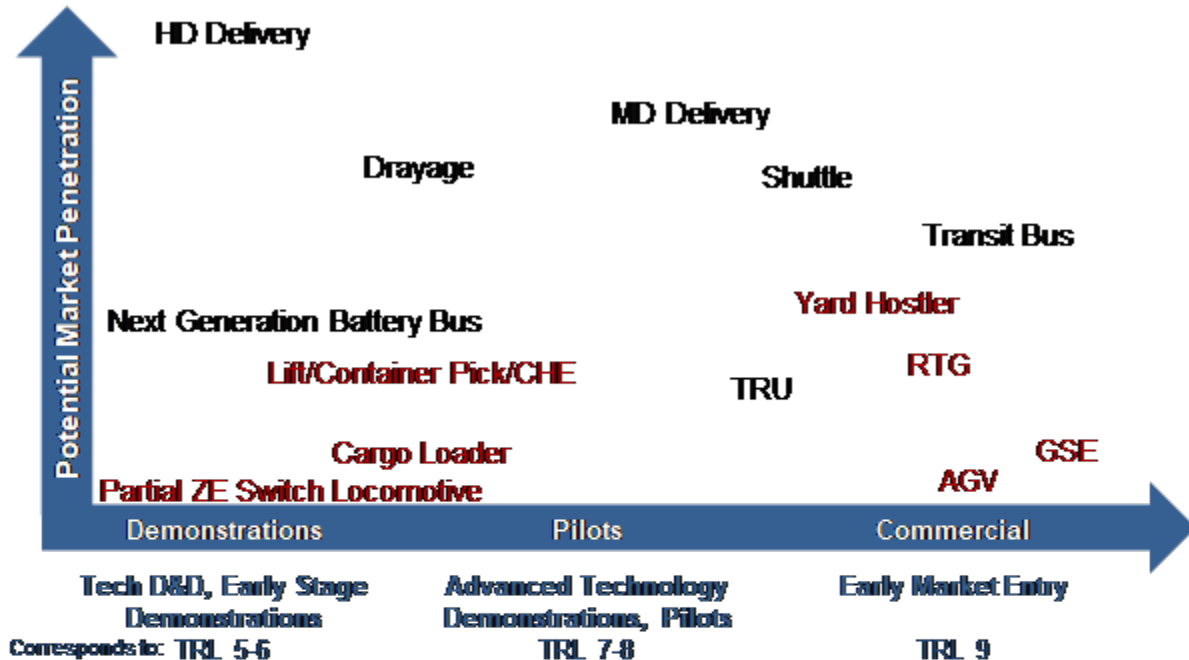 HD Delivery
MD Delivery
Drayage
Shuttle
Transit Bus
Yard Hostler
Next Generation Battery Bus
Lift/Container Pick/CHE
RTG
TRU
Cargo Loader
GSE
AGV
Partial ZE Switch Locomotive
Potential Market Penetration
Demonstrations
Pilots
Commercial
Tech D&D, Early Stage
Demonstrations
Advanced Technology
Demonstrations, Pilots
Early Market Entry
Corresponds to: TRL 5-6
TRL 7-8
TRL 9